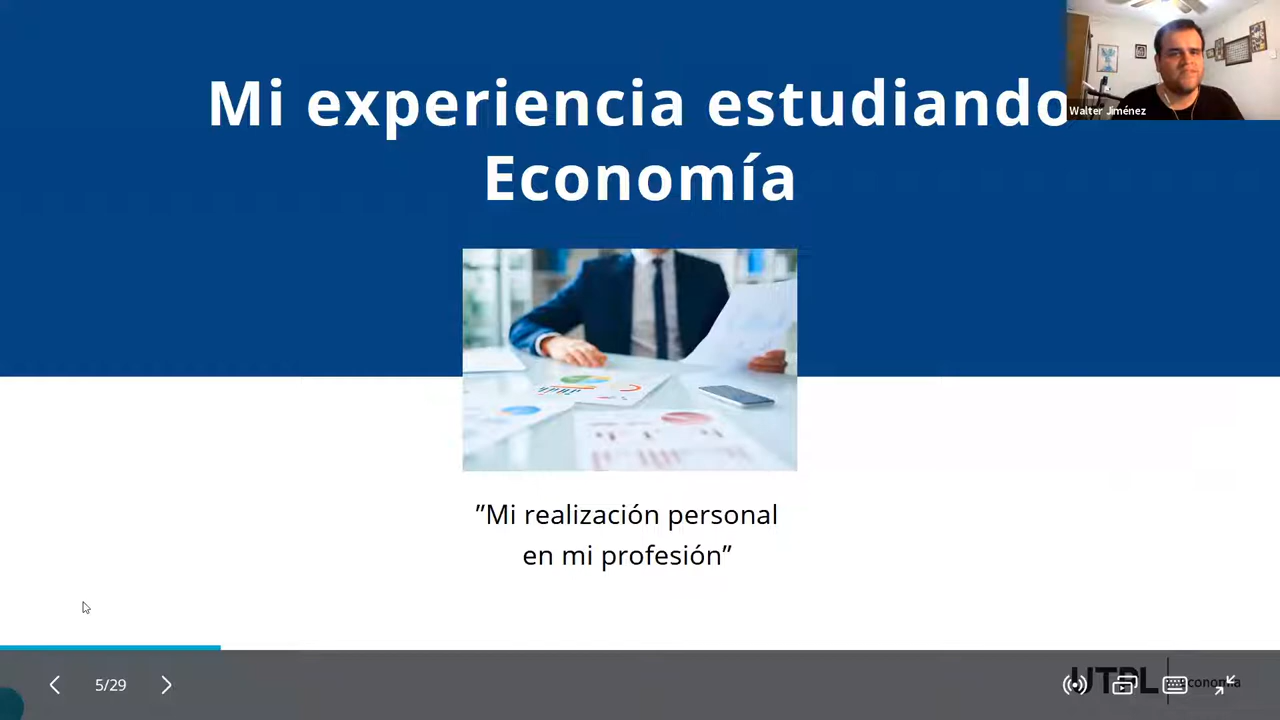 Mi experiencia estudiando
Economía
Walter Jiménez
”Mi realización personal
en mi profesión”
5/29
UTPL
Economía